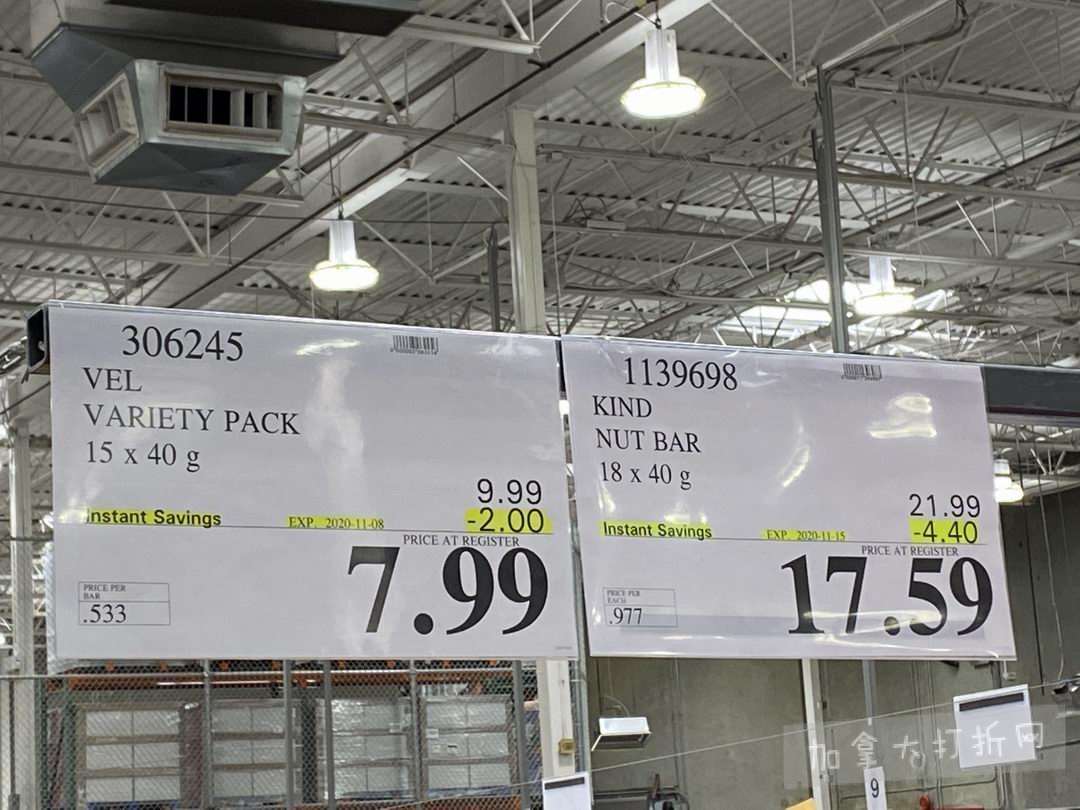 306245
VEL
VARIETY PACK
15 x 40 g
9.99
Instant Savings EXP. 2020-11-08 -2.00
PRICE AT REGISTER
7.99
PRICE PER
BAR
.533
1139698
KIND
NUT BAR
18 x 40 g
21.99
Instant Savings EXP. 2020-11-15 -4.40
PRICE AT REGISTER
17.59
PRICE PER
EACH
.977
9
加拿大打折网